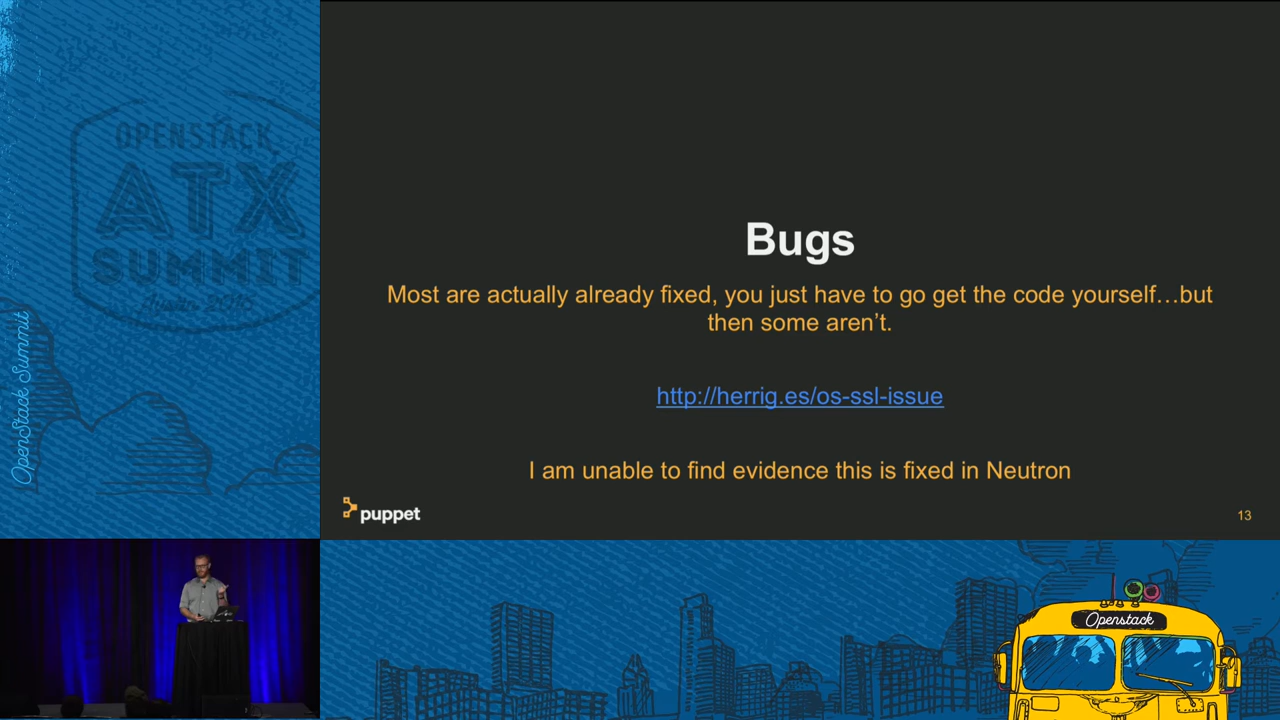 OPENSTACK
ATX
SUMMIT
Austin 2016
OpenStack Summit
Bugs
Most are actually already fixed, you just have to go get the code yourself…but
then some aren't.
http://herrig.es/os-ssl-issue
I am unable to find evidence this is fixed in Neutron
puppet
13
Openstack